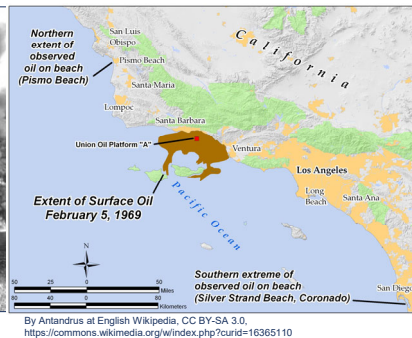 Northern
extent of
observed
oil on beach
(Pismo Beach)
San Luis
Obispo
Pismo Beach
California
Santa Maria
Lompoc
Santa Barbara
Union Oil Platform "A"
Ventura
Los Angeles
Extent of Surface Oil
February 5, 1969
Pacific Ocean
Long
Beach
Santa Ana
N
Southern extreme of
observed oil on beach
(Silver Strand Beach, Coronado)
San Diego
50 25 0 50
Miles
80 40 0 80
Kilometers
By Antandrus at English Wikipedia, CC BY-SA 3.0,
https://commons.wikimedia.org/w/index.php?curid=16365110